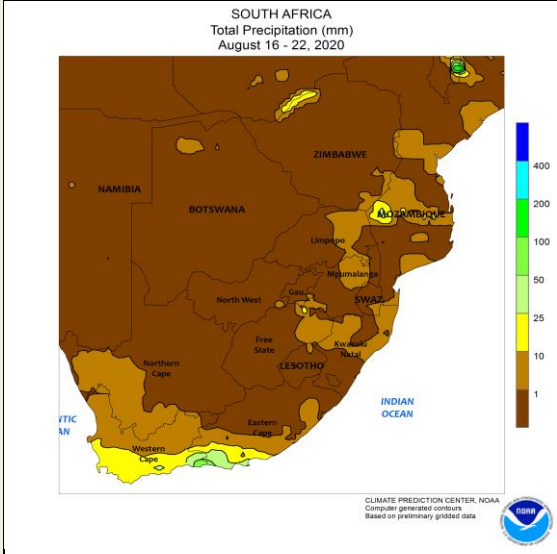 SOUTH AFRICA
Total Precipitation (mm)
August 16 - 22, 2020
ZIMBABWE
NAMIBIA
BOTSWANA
MOZAMBIQUE
Limpopo
Mpumalanga
North West
Gau.
SWAZ.
Free
State
Kwazulu
Natal
LESOTHO
Northern
Cape
Eastern
Cape
Western
Cape
NTIC
AN
INDIAN
OCEAN
400
200
100
50
25
10
1
CLIMATE PREDICTION CENTER, NOAA
Computer generated contours
Based on preliminary gridded data
NOAA